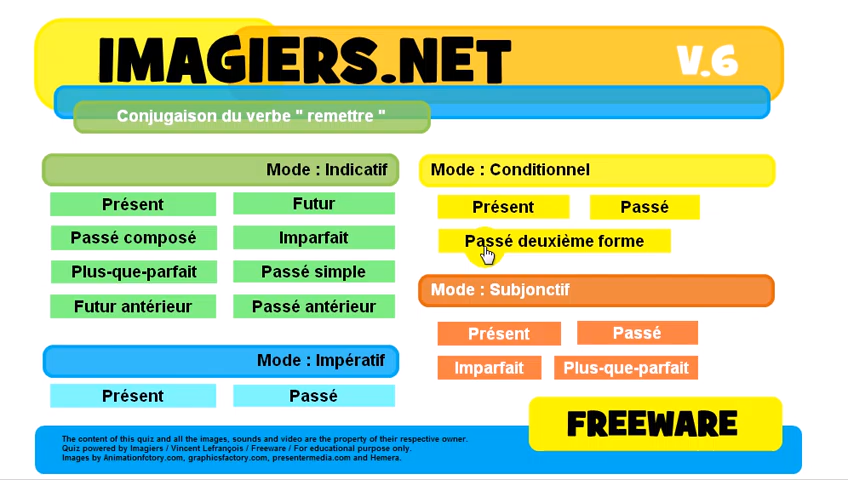 IMAGIERS.NET
V.6
Conjugaison du verbe " remettre "
Mode : Indicatif
Présent
Futur
Passé composé
Imparfait
Plus-que-parfait
Passé simple
Futur antérieur
Passé antérieur
Mode : Impératif
Présent
Passé
Mode : Conditionnel
Présent
Passé
Passé deuxième forme
Mode : Subjonctif
Présent
Passé
Imparfait
Plus-que-parfait
FREEWARE
The content of this quiz and all the images, sounds and video are the property of their respective owner.
Quiz powered by Imagiers / Vincent Lefrançois / Freeware / For educational purpose only.
Images by Animationfctory.com, graphicsfactory.com, presentermedia.com and Hemera.